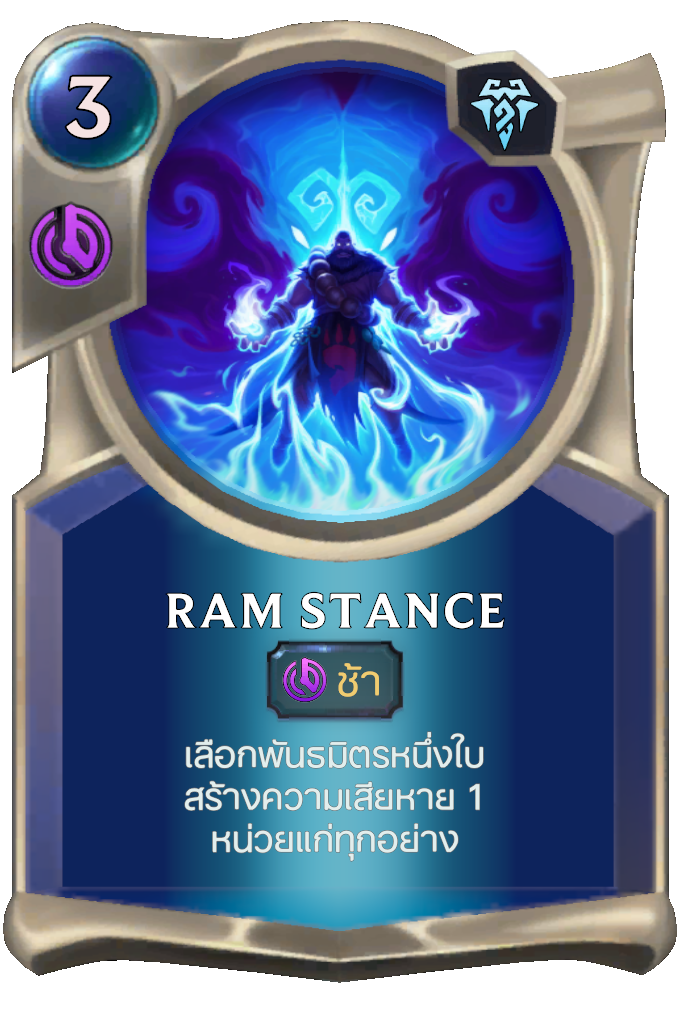 3
RAM STANCE
ช้า
เลือกพันธมิตรหนึ่งใบ
สร้างความเสียหาย 1
หน่วยแก่ทุกอย่าง